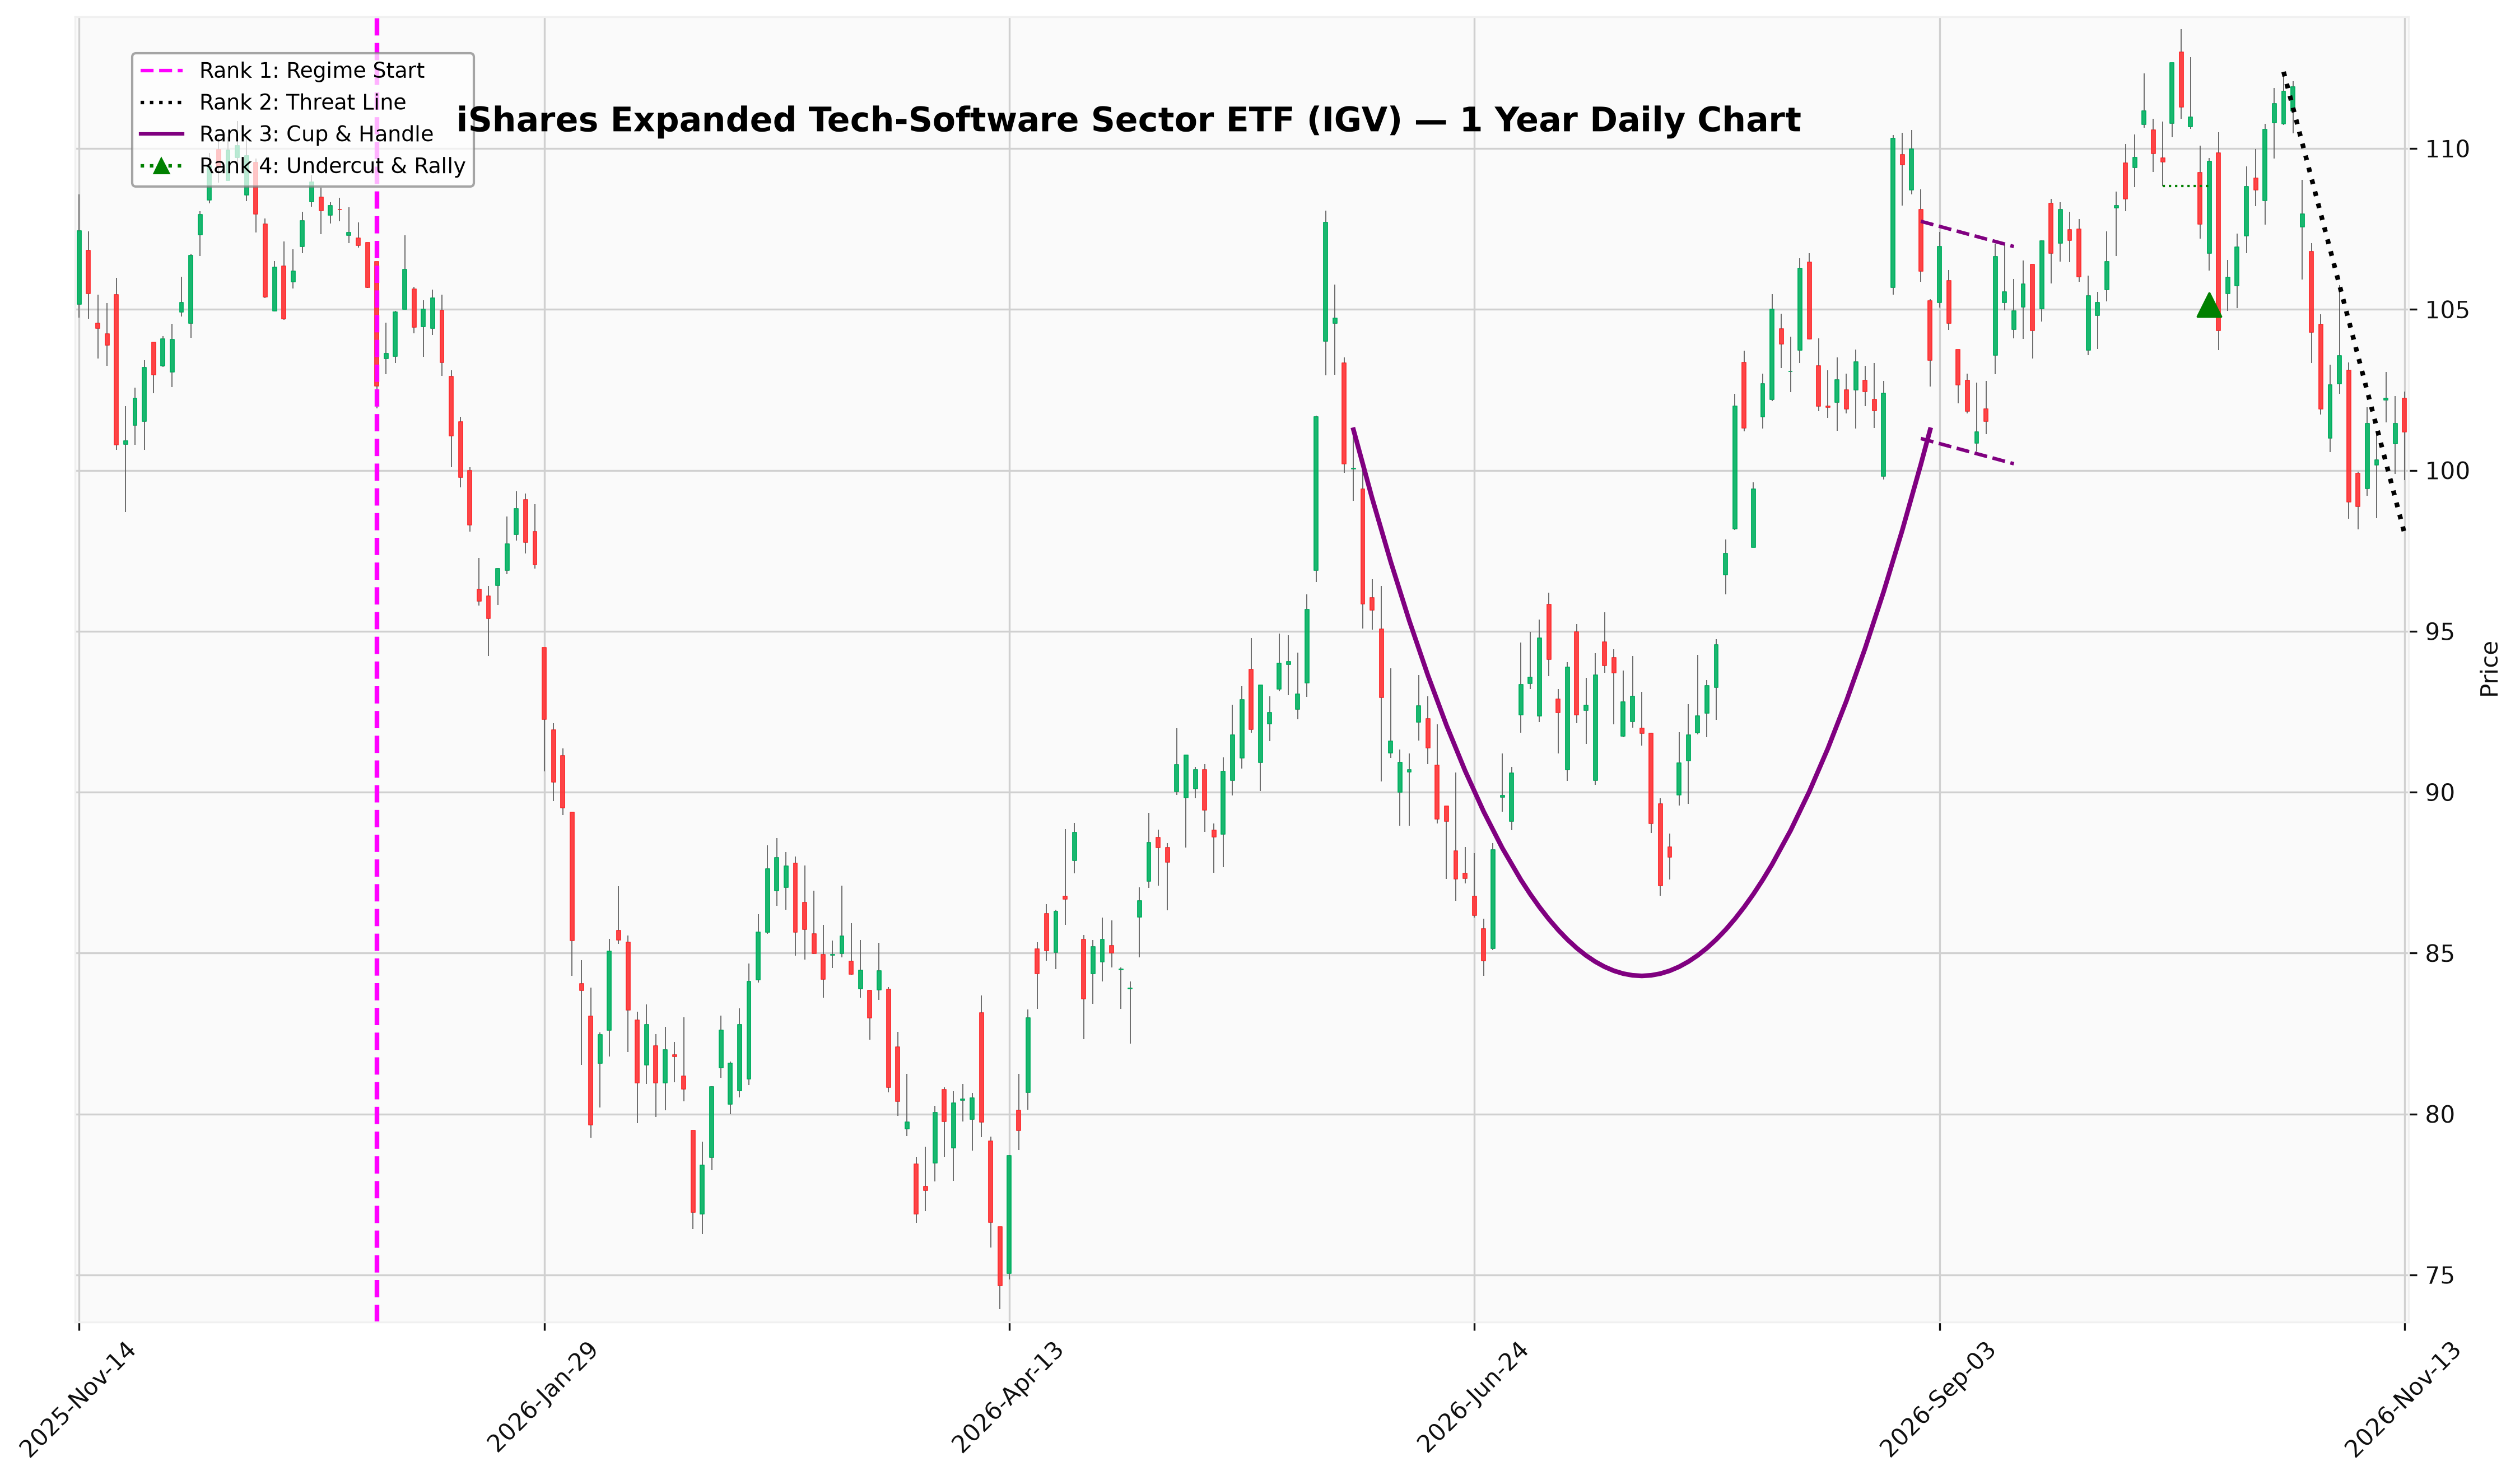 iShares Expanded Tech-Software Sector ETF (IGV) — 1 Year Daily Chart
Rank 1: Regime Start
Rank 2: Threat Line
Rank 3: Cup & Handle
Rank 4: Undercut & Rally
110
105
100
95
90
85
80
75
Price
2025-Nov-14
2026-Jan-29
2026-Apr-13
2026-Jun-24
2026-Sep-03
2026-Nov-13